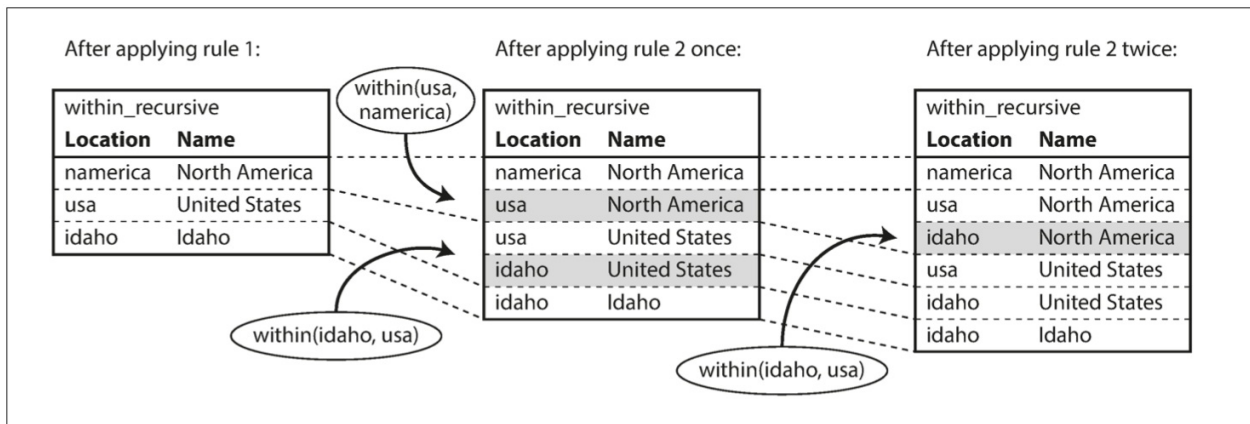 After applying rule 1:
within_recursive
Location Name
namerica North America
usa United States
idaho Idaho
within(usa,
namerica)
within(idaho, usa)
After applying rule 2 once:
within_recursive
Location Name
namerica North America
usa North America
usa United States
idaho United States
idaho Idaho
within(idaho, usa)
After applying rule 2 twice:
within_recursive
Location Name
namerica North America
usa North America
idaho North America
usa United States
idaho United States
idaho Idaho